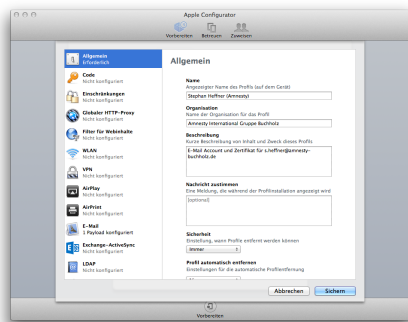 Apple Configurator
Vorbereiten Betreuen Zuweisen
Allgemein
Erforderlich
Code
Nicht konfiguriert
Einschränkungen
Nicht konfiguriert
Globaler HTTP-Proxy
Nicht konfiguriert
Filter für Webinhalte
Nicht konfiguriert
WLAN
Nicht konfiguriert
VPN
Nicht konfiguriert
AirPlay
Nicht konfiguriert
AirPrint
Nicht konfiguriert
E-Mail
1 Payload konfiguriert
Exchange-ActiveSync
Nicht konfiguriert
LDAP
Nicht konfiguriert
Allgemein
Name
Angezeigter Name des Profils (auf dem Gerät)
Stephan Heffner (Amnesty)
Organisation
Name der Organisation für das Profil
Amnesty International Gruppe Buchholz
Beschreibung
Kurze Beschreibung von Inhalt und Zweck dieses Profils
E-Mail Account und Zertifikat für s.heffner@amnesty-
buchholz.de
Nachricht zustimmen
Eine Meldung, die während der Profilinstallation angezeigt wird
[optional]
Sicherheit
Einstellung, wann Profile entfernt werden können
Immer
Profil automatisch entfernen
Einstellungen für die automatische Profilentfernung
Abbrechen Sichern
Vorbereiten